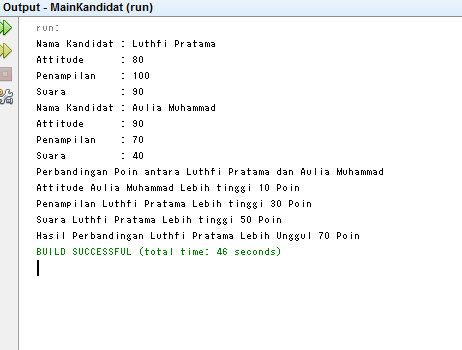 Output - MainKandidat (run)
run:
Nama Kandidat : Luthfi Pratama
Attitude : 80
Penampilan : 100
Suara : 90
Nama Kandidat : Aulia Muhammad
Attitude : 90
Penampilan : 70
Suara : 40
Perbandingan Poin antara Luthfi Pratama dan Aulia Muhammad
Attitude Aulia Muhammad Lebih tinggi 10 Poin
Penampilan Luthfi Pratama Lebih tinggi 30 Poin
Suara Luthfi Pratama Lebih tinggi 50 Poin
Hasil Perbandingan Luthfi Pratama Lebih Unggul 70 Poin
BUILD SUCCESSFUL (total time: 46 seconds)